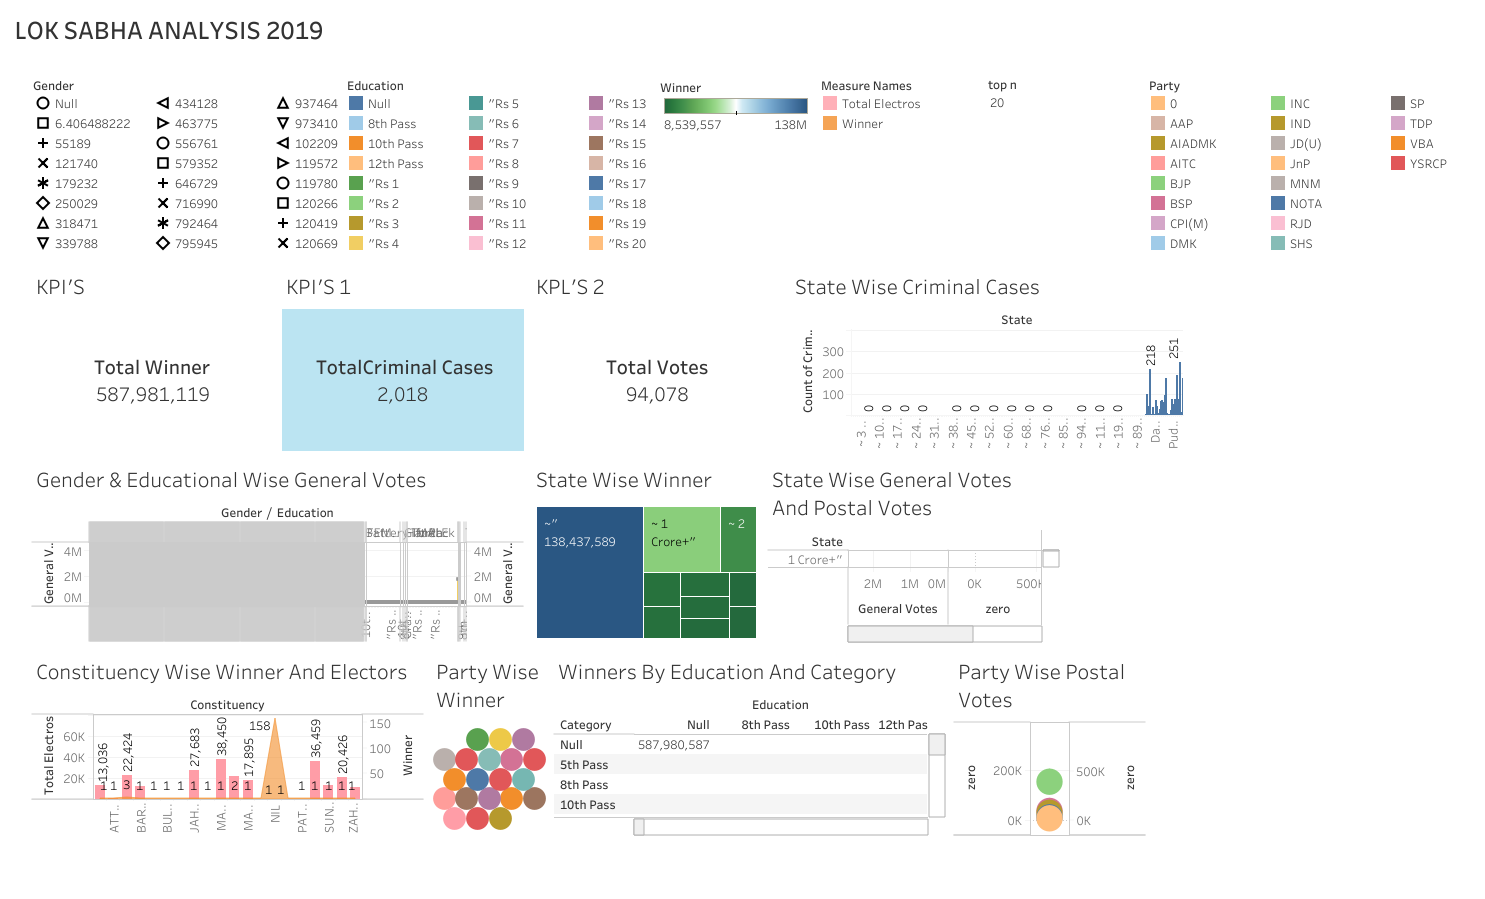 LOK SABHA ANALYSIS 2019
Gender
Null
6.406488222
55189
121740
179232
250029
318471
339788
434128
463775
556761
579352
646729
716990
792464
795945
937464
973410
102209
119572
119780
120266
120419
120669
Education
Null
8th Pass
10th Pass
12th Pass
"Rs 1
"Rs 2
"Rs 3
"Rs 4
"Rs 5
"Rs 6
"Rs 7
"Rs 8
"Rs 9
"Rs 10
"Rs 11
"Rs 12
"Rs 13
"Rs 14
"Rs 15
"Rs 16
"Rs 17
"Rs 18
"Rs 19
"Rs 20
Winner
8,539,557 138M
Measure Names
Total Electros
Winner
top n
20
Party
0
AAP
AIADMK
AITC
BJP
BSP
CPI(M)
DMK
INC
IND
JD(U)
JnP
MNM
NOTA
RJD
SHS
SP
TDP
VBA
YSRCP
KPI'S
Total Winner
587,981,119
KPI'S 1
TotalCriminal Cases
2,018
KPL'S 2
Total Votes
94,078
State Wise Criminal Cases
State
Count of Crim..
300
200
100
0 0 0 0 0 0 0 0 0 0 0 0 0 218 251
~ 3 ..
~ 10..
~ 17..
~ 24..
~ 31..
~ 38..
~ 45..
~ 52..
~ 60..
~ 68..
~ 76..
~ 85..
~ 94..
~ 11..
~ 19..
~ 89..
Da..
Pud..
Gender & Educational Wise General Votes
Gender / Education
General V..
4M
2M
0M
4M
2M
0M
General V..
"Rs ..
"Rs ..
"Rs ..
State Wise Winner
~"
138,437,589
~ 1
Crore+"
~ 2
State Wise General Votes
And Postal Votes
State
1 Crore+"
2M 1M 0M 0K 500K
General Votes zero
Constituency Wise Winner And Electors
Constituency
Total Electros
60K
40K
20K
13,036
22,424
27,683
38,450
17,895
158
36,459
20,426
1 1 3 1 1 1 1 1 1 2 1 1 1 1 1 1 1 1
150
100
50
Winner
ATT..
BAR..
BUL..
JAH..
MA..
MA..
NIL
PAT..
SUN..
ZAH..
Party Wise
Winner
Winners By Education And Category
Education
Category Null 8th Pass 10th Pass 12th Pas
Null 587,980,587
5th Pass
8th Pass
10th Pass
Party Wise Postal
Votes
zero
200K
0K
500K
0K
zero